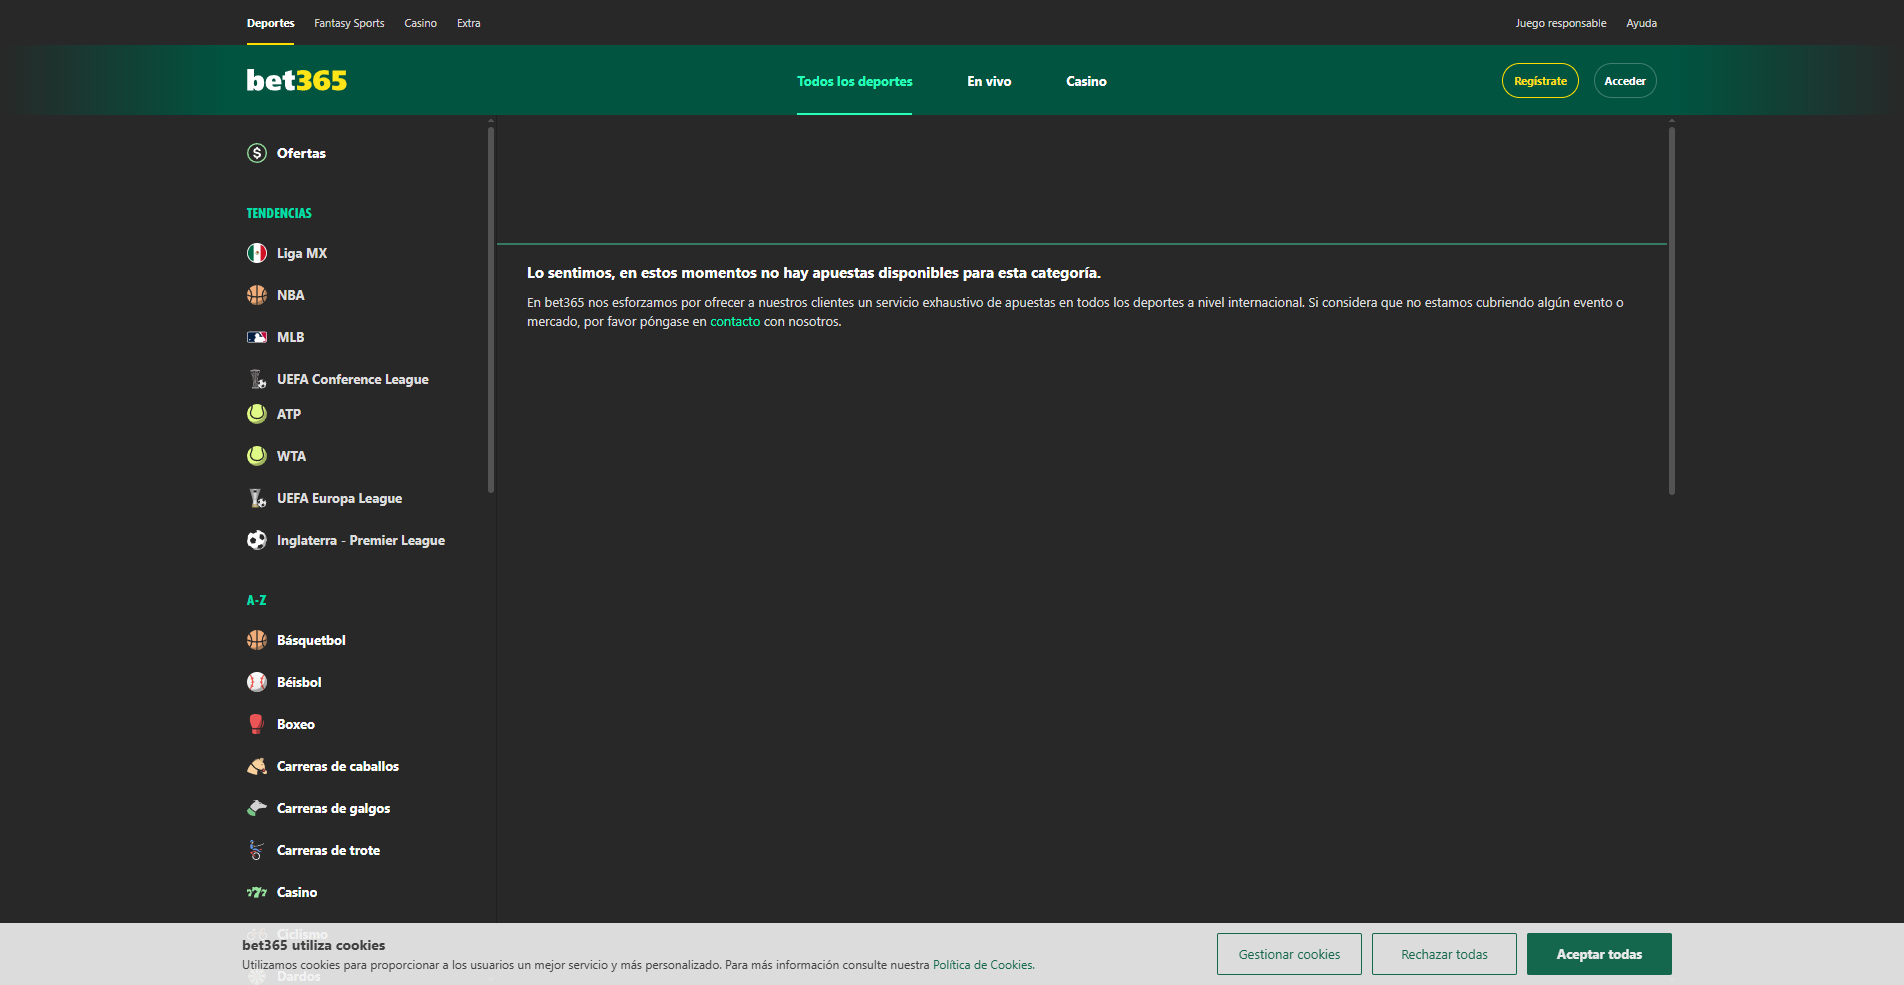 Deportes
Fantasy Sports
Casino
Extra
Juego responsable
Ayuda
bet365
Todos los deportes
En vivo
Casino
Regístrate
Acceder
Ofertas
TENDENCIAS
Liga MX
NBA
MLB
UEFA Conference League
ATP
WTA
UEFA Europa League
Inglaterra - Premier League
A-Z
Básquetbol
Béisbol
Boxeo
Carreras de caballos
Carreras de galgos
Carreras de trote
777 Casino
Ciclismo
Dardos
Lo sentimos, en estos momentos no hay apuestas disponibles para esta categoría.
En bet365 nos esforzamos por ofrecer a nuestros clientes un servicio exhaustivo de apuestas en todos los deportes a nivel internacional. Si considera que no estamos cubriendo algún evento o
mercado, por favor póngase en contacto con nosotros.
bet365 utiliza cookies
Utilizamos cookies para proporcionar a los usuarios un mejor servicio y más personalizado. Para más información consulte nuestra Política de Cookies.
Gestionar cookies
Rechazar todas
Aceptar todas